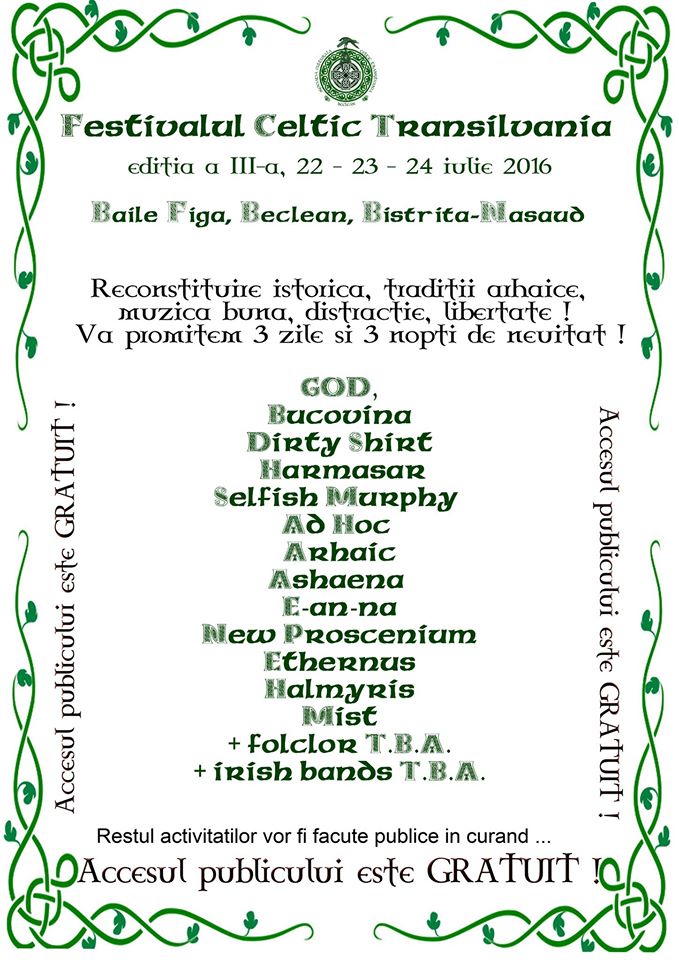 Festivalul Celtic Transilvania
ediția a III-a, 22 - 23 - 24 iulie 2016
Baile Figa, Beclean, Bistrita-Nasaud
Reconstituire istorica, tradiții arhaice,
muzica buna, distractie, libertate !
Va promitem 3 zile si 3 nopti de neuitat !
GOD,
Bucovina
Dirty Shirt
Harmasar
Selfish Murphy
Ad Hoc
Arhaic
Ashaena
E-an-na
New Proscenium
Ethernus
Halmyris
Mist
+ folclor T.B.A.
+ irish bands T.B.A.
Accesul publicului este GRATUIT !
Accesul publicului este GRATUIT !
Restul activitatilor vor fi facute publice in curand ...
Accesul publicului este GRATUIT !